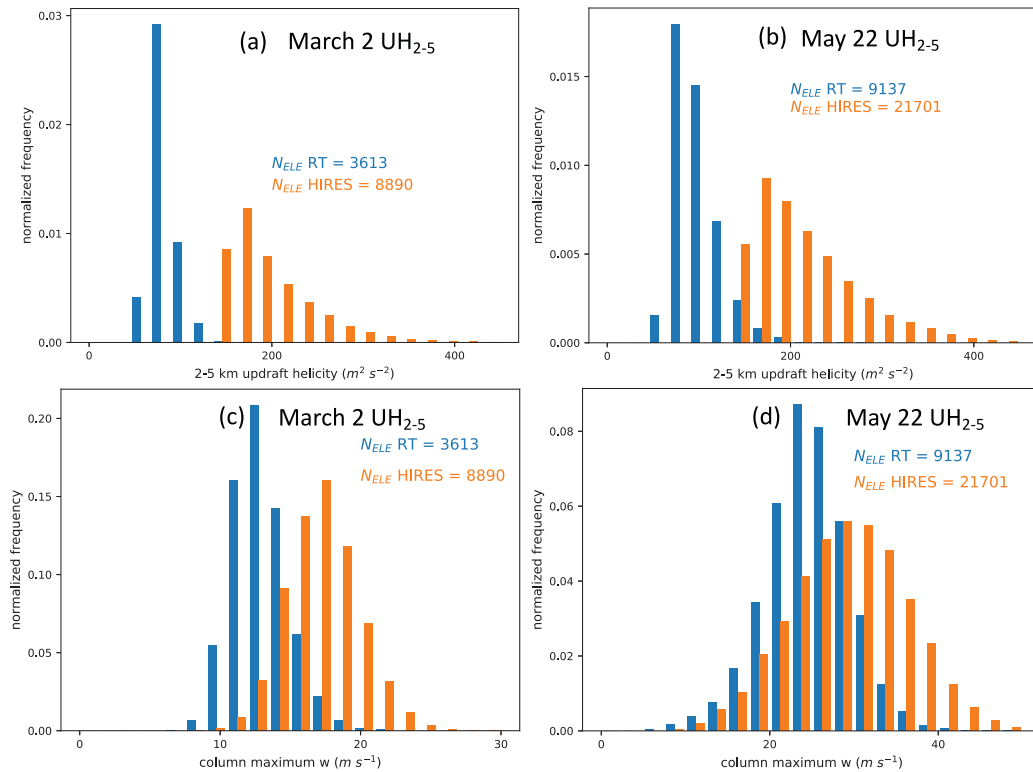 (a) March 2 UH2-5
normalized frequency
0.03
0.02
0.01
0.00
NELE RT = 3613
NELE HIRES = 8890
0 200 400
2-5 km updraft helicity (m² s⁻²)
(b) May 22 UH2-5
normalized frequency
0.015
0.010
0.005
0.000
NELE RT = 9137
NELE HIRES = 21701
0 200 400
2-5 km updraft helicity (m² s⁻²)
(c) March 2 UH2-5
normalized frequency
0.20
0.15
0.10
0.05
0.00
NELE RT = 3613
NELE HIRES = 8890
0 10 20 30
column maximum w (m s⁻¹)
(d) May 22 UH2-5
normalized frequency
0.08
0.06
0.04
0.02
0.00
NELE RT = 9137
NELE HIRES = 21701
0 20 40
column maximum w (m s⁻¹)